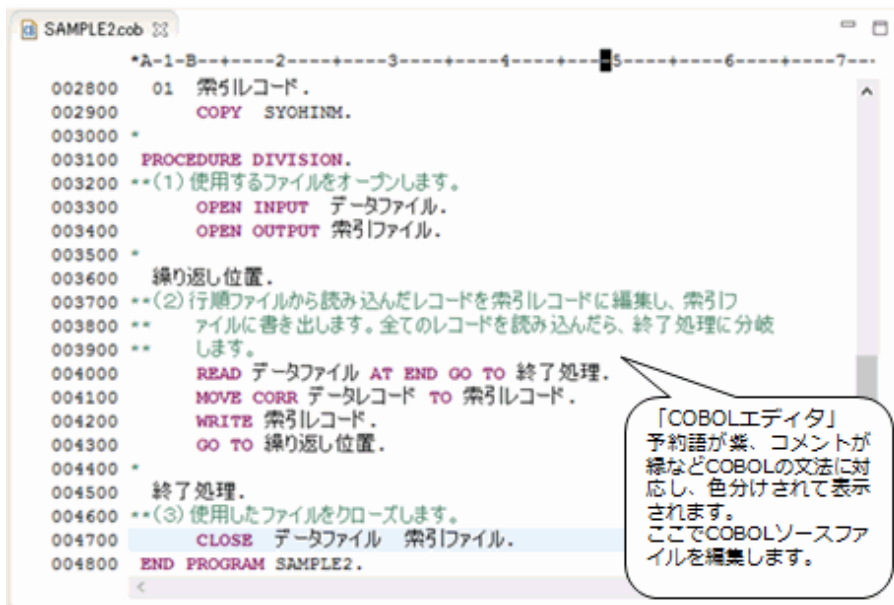 SAMPLE2.cob
*A-1-B--+----2----+----3----+----4----+---5----+----6----+----7--·
002800 01 索引レコード.
002900 COPY SYOHINM.
003000 *
003100 PROCEDURE DIVISION.
003200 **(1) 使用するファイルをオープンします。
003300 OPEN INPUT データファイル.
003400 OPEN OUTPUT 索引ファイル.
003500 *
003600 繰り返し位置.
003700 **(2) 行順ファイルから読み込んだレコードを索引レコードに編集し、索引フ
003800 ** ァイルに書き出します。全てのレコードを読み込んだら、終了処理に分岐
003900 ** します。
004000 READ データファイル AT END GO TO 終了処理.
004100 MOVE CORR データレコード TO 索引レコード.
004200 WRITE 索引レコード.
004300 GO TO 繰り返し位置.
004400 *
004500 終了処理.
004600 **(3) 使用したファイルをクローズします。
004700 CLOSE データファイル 索引ファイル.
004800 END PROGRAM SAMPLE2.
「COBOLエディタ」
予約語が紫、コメントが
緑などCOBOLの文法に対
応し、色分けされて表示
されます。
ここでCOBOLソースファ
イルを編集します。